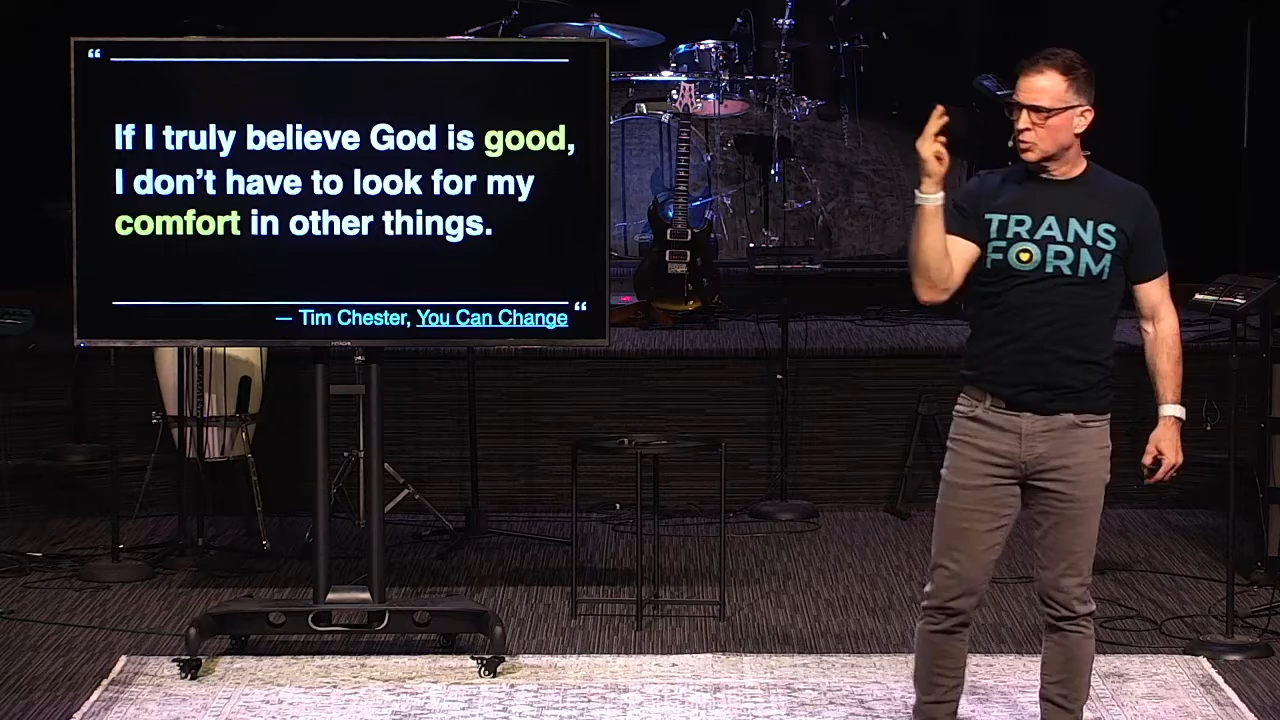 “
If I truly believe God is good,
I don’t have to look for my
comfort in other things.
— Tim Chester, You Can Change “
HITACHI
TRANS
FORM